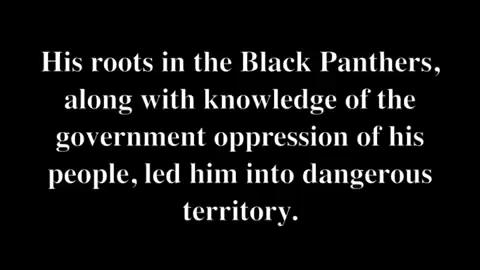 His roots in the Black Panthers,
along with knowledge of the
government oppression of his
people, led him into dangerous
territory.